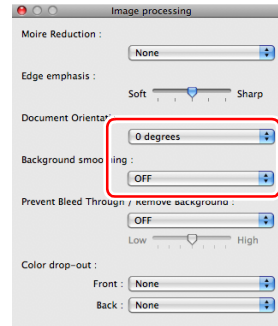 Image processing
Moire Reduction :
None
Edge emphasis :
Soft Sharp
Document
0 degrees
Background :
OFF
Prevent Bleed Through / Remove Background :
OFF
Low High
Color drop-out :
Front : None
Back : None